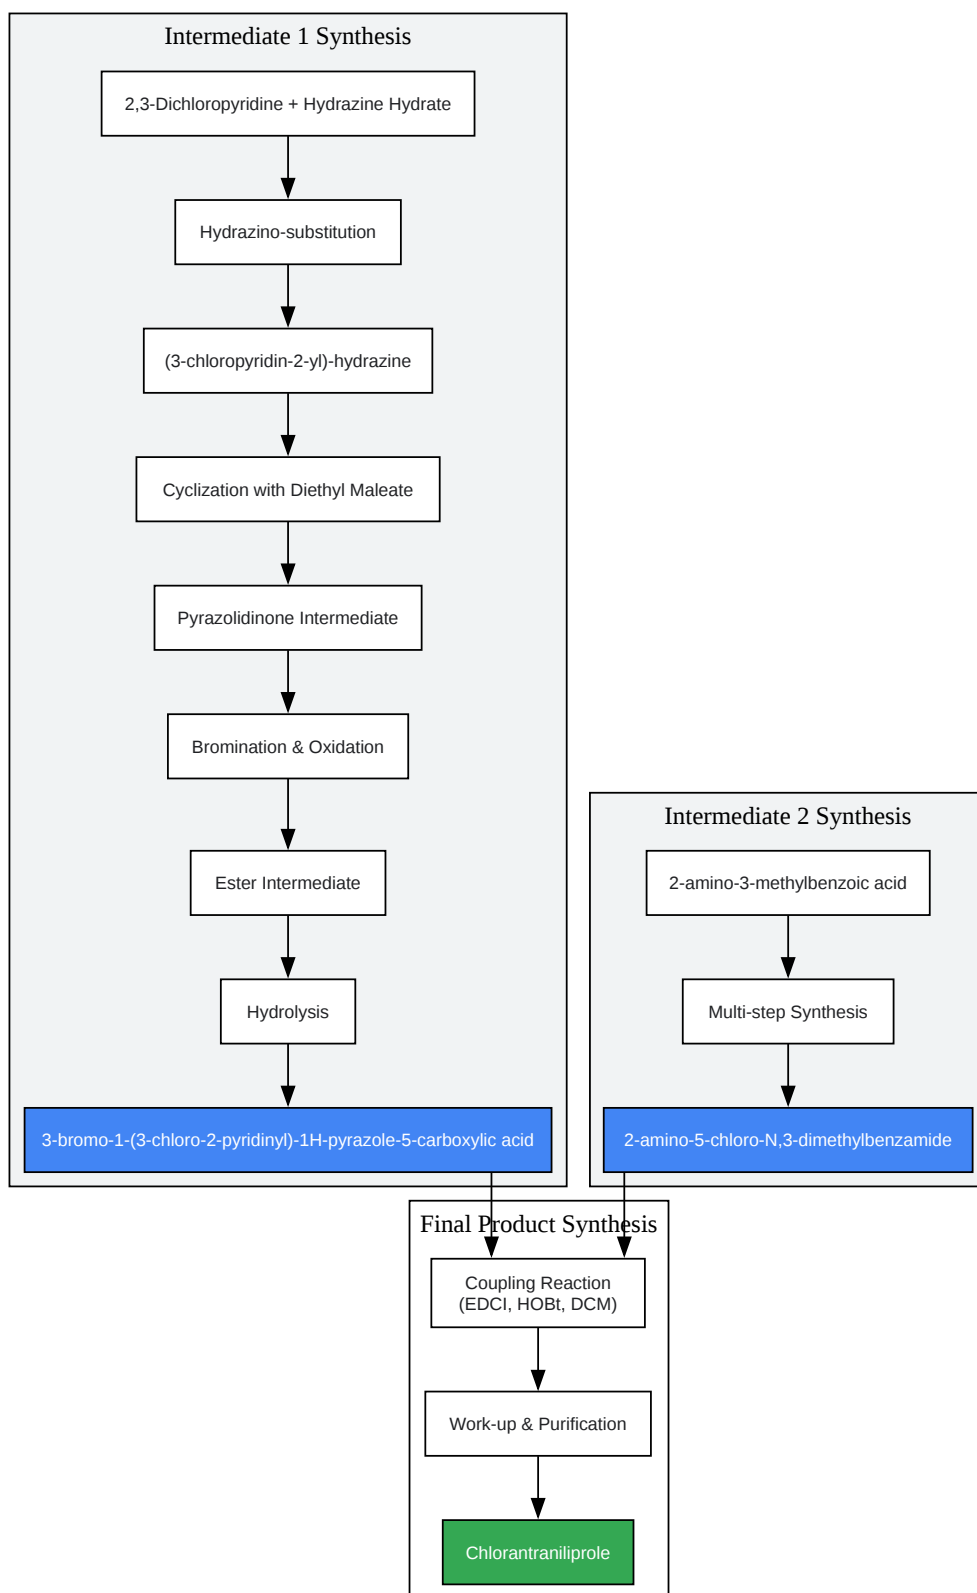 Intermediate 1 Synthesis
2,3-Dichloropyridine + Hydrazine Hydrate
Hydrazino-substitution
(3-chloropyridin-2-yl)-hydrazine
Cyclization with Diethyl Maleate
Pyrazolidinone Intermediate
Bromination & Oxidation
Ester Intermediate
Hydrolysis
3-bromo-1-(3-chloro-2-pyridinyl)-1H-pyrazole-5-carboxylic acid
Intermediate 2 Synthesis
2-amino-3-methylbenzoic acid
Multi-step Synthesis
2-amino-5-chloro-N,3-dimethylbenzamide
Final Product Synthesis
Coupling Reaction
(EDCI, HOBt, DCM)
Work-up & Purification
Chlorantraniliprole